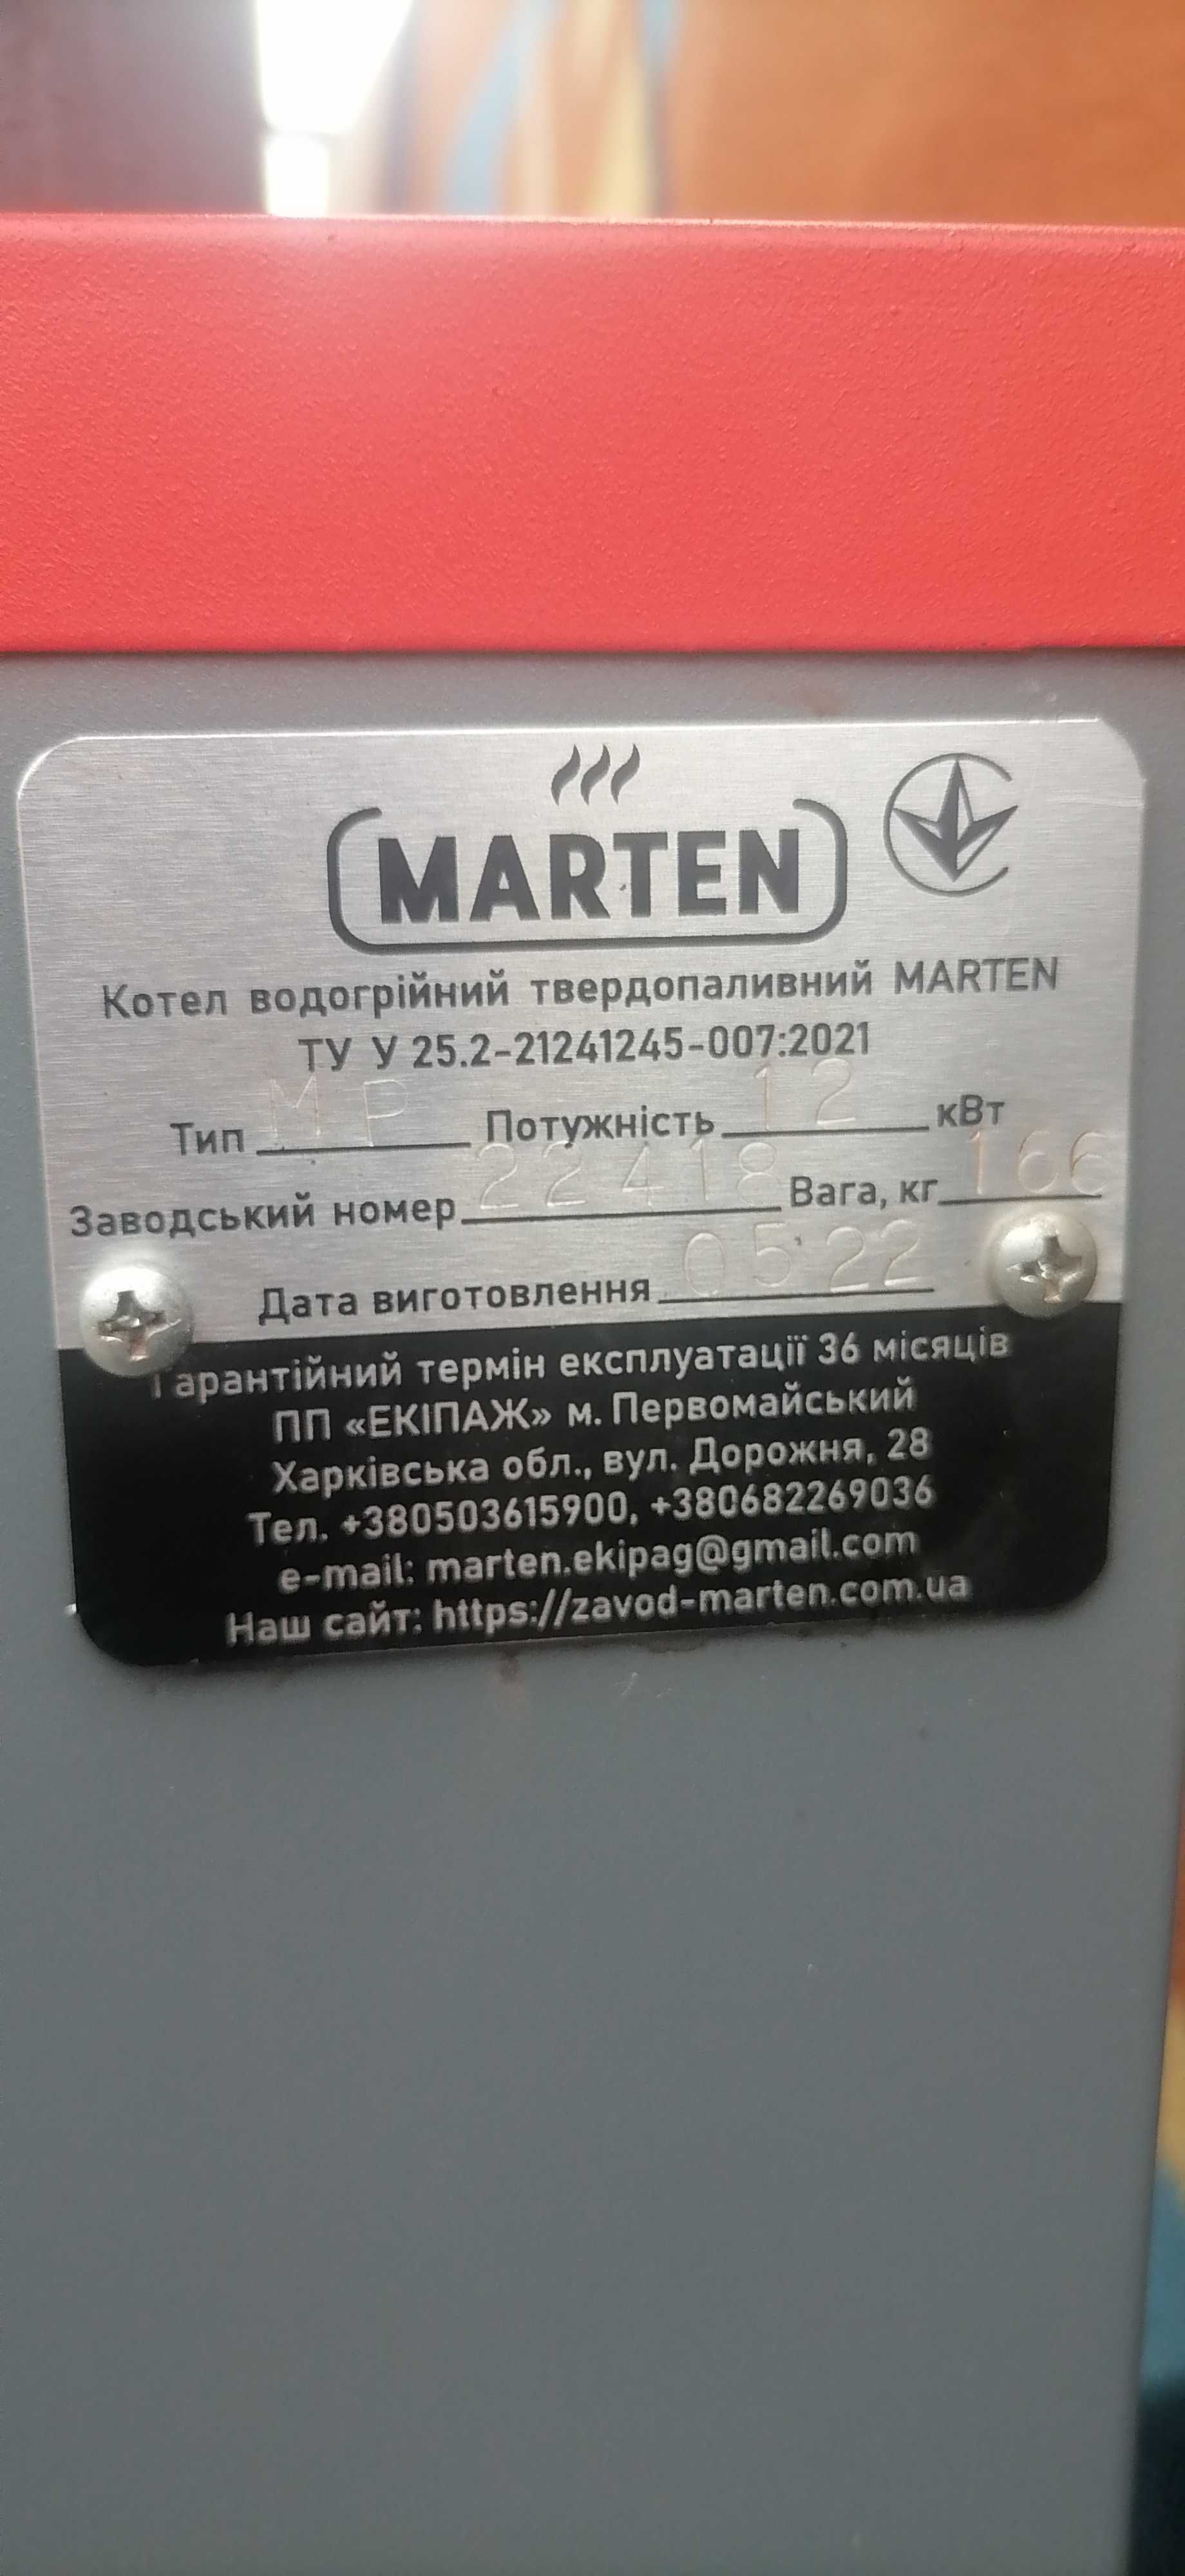 MARTEN
Котел водогрійний твердопаливний MARTEN
ТУ У 25.2-21241245-007:2021
Тип MP Потужність 12 кВт
Заводський номер 22418 Вага, кг 166
Дата виготовлення 05 22
Гарантійний термін експлуатації 36 місяців
ПП «ЕКІПАЖ» м. Первомайський
Харківська обл., вул. Дорожня, 28
Тел. +380503615900, +380682269036
e-mail: marten.ekipag@gmail.com
Наш сайт: https://zavod-marten.com.ua